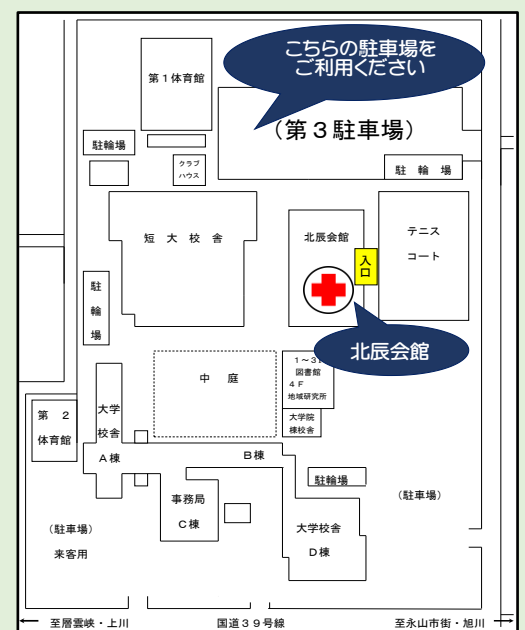 こちらの駐車場を
ご利用ください
第１体育館
（第３駐車場）
駐輪場
クラブ
ハウス
駐 輪 場
短 大 校 舎
北辰会館
入口
テニス
コート
駐輪場
北辰会館
１～３F
図書館
４F
地域研究所
中 庭
大学院
棟校舎
第 ２
体育館
大学
校舎
A棟
B棟
駐輪場
（駐車場）
事務局
C棟
大学校舎
D棟
（駐車場）
来客用
至層雲峡・上川
国道３９号線
至永山市街・旭川